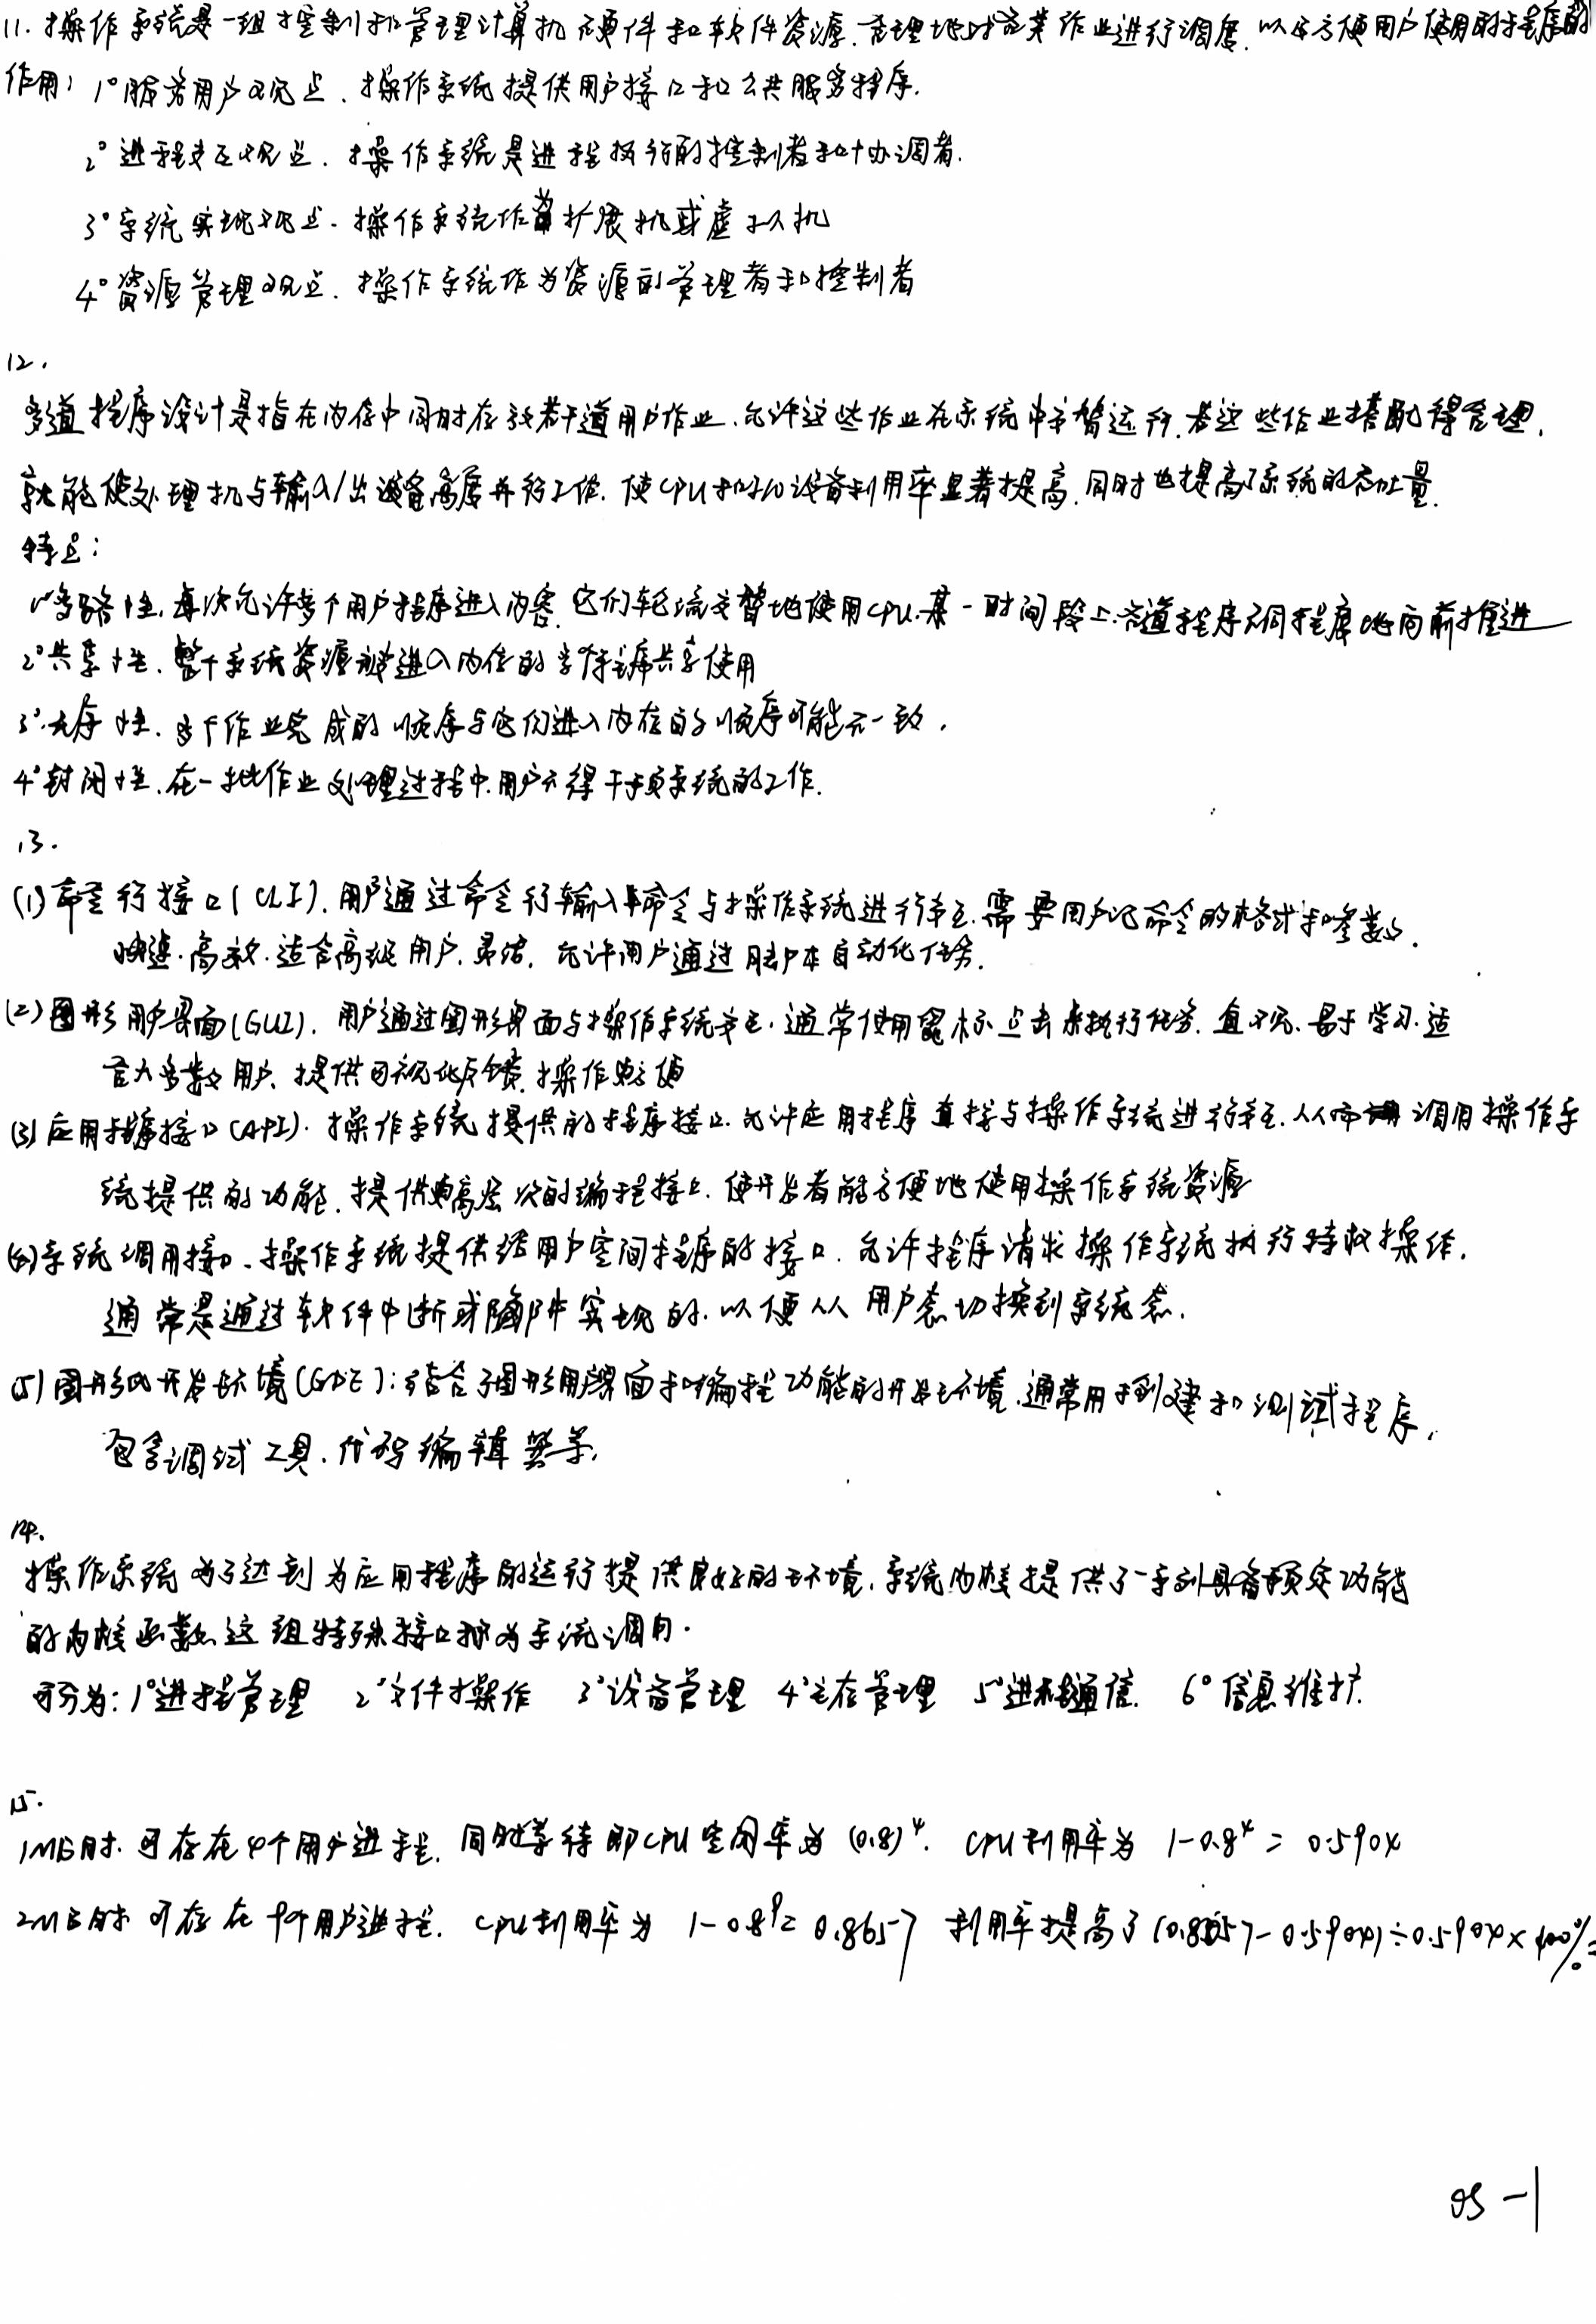 11. 操作系统是一组控制和管理计算机硬件和软件资源、合理地对各类作业进行调度、以及方便用户使用的程序的
作用: 1°服务用户观点、操作系统提供用户接口和公共服务程序.
2° 进程交互观点、操作系统是进程执行的控制者和协调者.
3° 系统实现观点、操作系统作为扩展机或虚拟机
4° 资源管理观点、操作系统作为资源的管理者和控制者
12.
多道程序设计是指在内存中同时存放若干道用户作业、允许这些作业在系统中交替运行.若这些作业搭配得合理,
就能使处理机与输入/出设备高度并行工作、使CPU和I/O设备利用率显著提高、同时也提高了系统的吞吐量.
特点:
1°多路性、每次允许多个用户程序进入内存、它们轮流交替地使用CPU.某一时间段上各道程序不同程度地向前推进
2°共享性、整个系统资源被进入内存的多个程序共享使用
3°无序性、多个作业完成的顺序与它们进入内存的顺序可能不一致.
4°封闭性、在一批作业处理过程中.用户不得干预系统的工作.
13.
(1) 命令行接口(CLI).用户通过命令行输入命令与操作系统进行交互.需要用户记命令的格式和参数.
快速.高效.适合高级用户.灵活.允许用户通过脚本自动化任务.
(2) 图形用户界面(GUI).用户通过图形界面与操作系统交互.通常使用鼠标点击来执行任务.直观、易于学习.适
合大多数用户.提供可视化反馈.操作更方便
(3) 应用程序接口(API).操作系统提供的程序接口.允许应用程序直接与操作系统进行交互.从而调用操作系
统提供的功能.提供更高层次的编程接口.使开发者能方便地使用操作系统资源
(4) 系统调用接口、操作系统提供给用户空间程序的接口.允许程序请求操作系统执行特权操作.
通常是通过软件中断或陷阱实现的.以便从用户态切换到系统态.
(5) 图形化开发环境(GDE):结合了图形用户界面和编程功能的开发环境.通常用于创建和测试程序,
包含调试工具、代码编辑器等.
14.
操作系统为了达到为应用程序的运行提供良好的环境.系统内核提供了一系列具备预定功能
的内核函数.这组特殊接口称为系统调用.
可分为: 1°进程管理 2°文件操作 3°设备管理 4°主存管理 5°进程通信. 6°信息维护.
15.
1MB时.可存在4个用户进程.同时等待即CPU空闲率为 (0.8)⁴. CPU利用率为 1-0.8⁴ = 0.5904
2MB时 可存在9个用户进程. CPU利用率为 1-0.8⁹ = 0.8657 利用率提高了(0.8657-0.5904)÷0.5904×100%=
OS -1